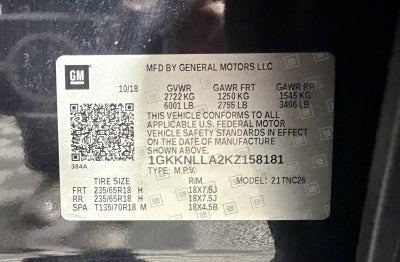 GM
MFD BY GENERAL MOTORS LLC
10/18 GVWR GAWR FRT GAWR RR
2722 KG 1250 KG 1545 KG
6001 LB 2755 LB 3406 LB
THIS VEHICLE CONFORMS TO ALL
APPLICABLE U.S. FEDERAL MOTOR
VEHICLE SAFETY STANDARDS IN
EFFECT ON THE DATE OF
MANUFACTURE SHOWN ABOVE.
1GKKNLLA2KZ158181
384A TYPE: M.P.V. MODEL: 21TNC26
TIRE SIZE RIM
FRT 235/65R18 H 18X7.5J
RR 235/65R18 H 18X7.5J
SPA T135/70R18 M 18X4.5B